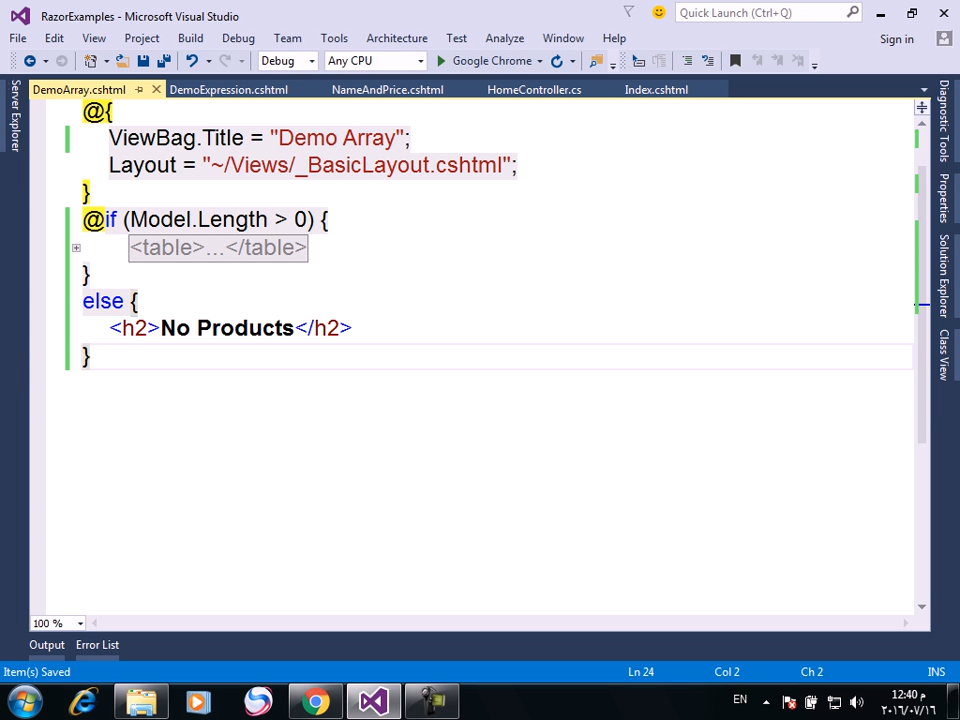 RazorExamples - Microsoft Visual Studio
Quick Launch (Ctrl+Q)
File Edit View Project Build Debug Team Tools Architecture Test Analyze Window Help Sign in
Debug Any CPU Google Chrome
DemoArray.cshtml DemoExpression.cshtml NameAndPrice.cshtml HomeController.cs Index.cshtml
Server Explorer
@{
ViewBag.Title = "Demo Array";
Layout = "~/Views/_BasicLayout.cshtml";
}
@if (Model.Length > 0) {
<table>...</table>
}
else {
<h2>No Products</h2>
}
Diagnostic Tools
Properties
Solution Explorer
Class View
100 %
Output Error List
Item(s) Saved Ln 24 Col 2 Ch 2 INS
EN
12:40 م
٢٠١٦/٠٧/١٦